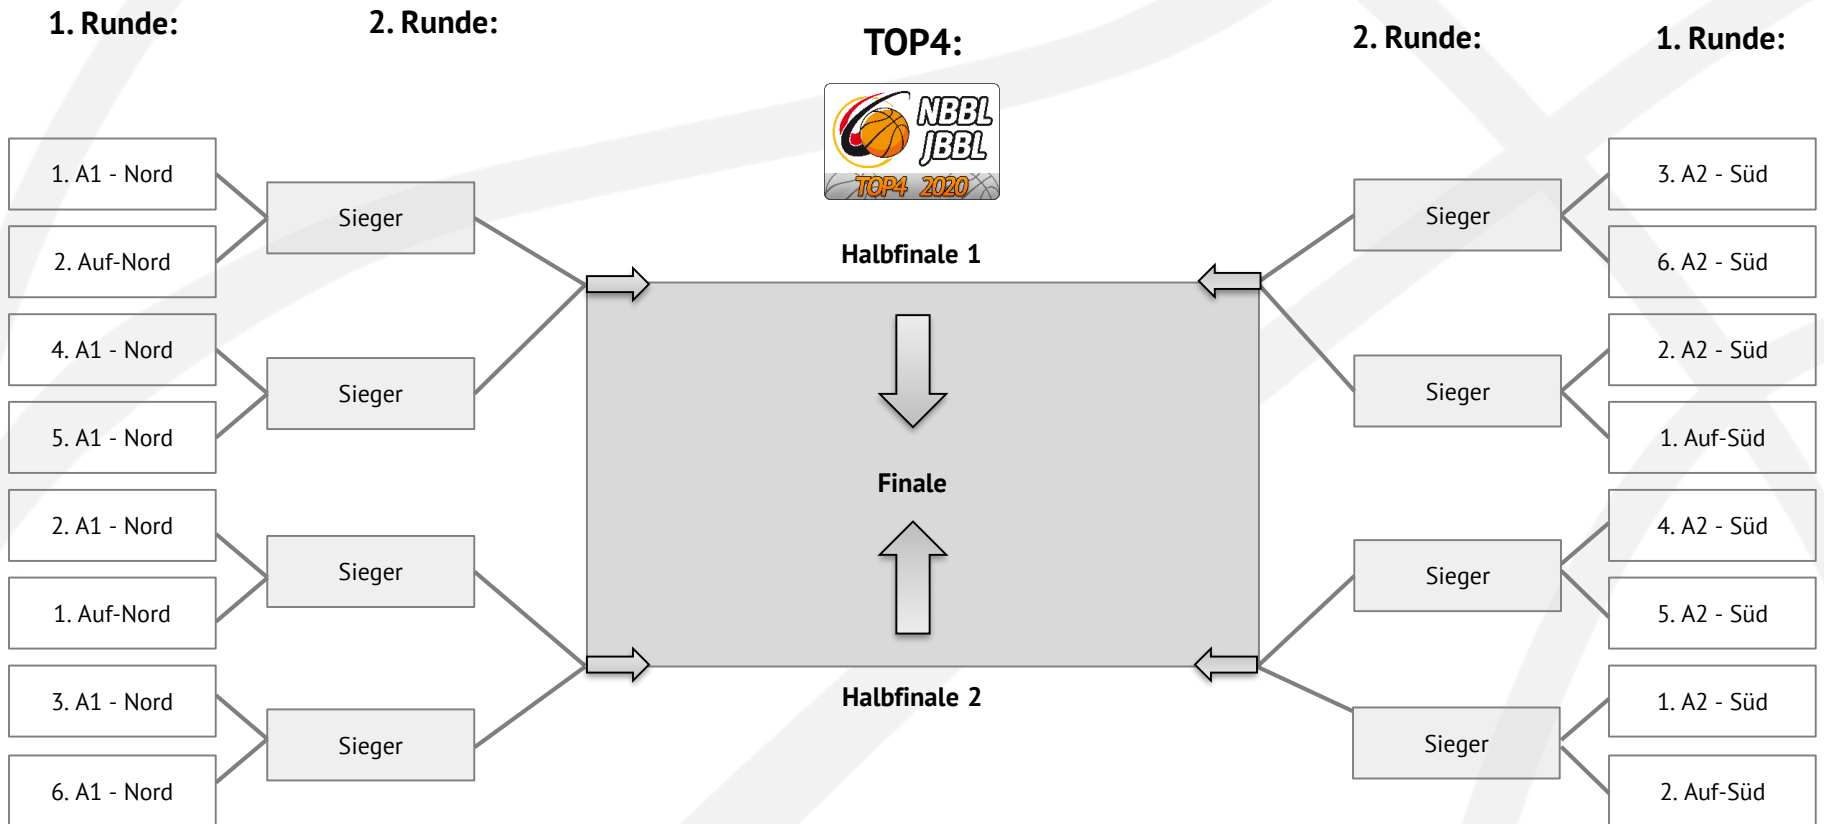 1. Runde:
2. Runde:
TOP4:
2. Runde:
1. Runde:
NBBL
JBBL
TOP4 2020
1. A1 - Nord
2. Auf-Nord
4. A1 - Nord
5. A1 - Nord
2. A1 - Nord
1. Auf-Nord
3. A1 - Nord
6. A1 - Nord
Sieger
Sieger
Sieger
Sieger
Halbfinale 1
Finale
Halbfinale 2
Sieger
Sieger
Sieger
Sieger
3. A2 - Süd
6. A2 - Süd
2. A2 - Süd
1. Auf-Süd
4. A2 - Süd
5. A2 - Süd
1. A2 - Süd
2. Auf-Süd